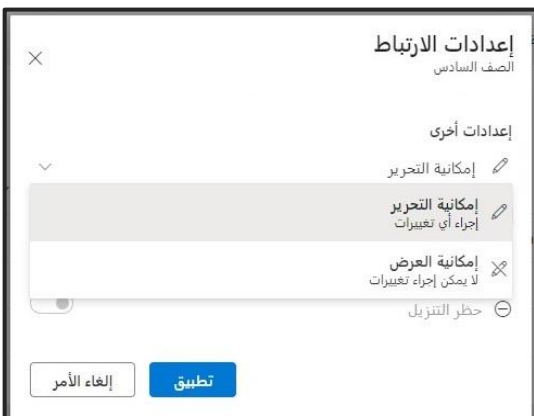 إعدادات الارتباط
الصف السادس
إعدادات أخرى
إمكانية التحرير
إمكانية التحرير
إجراء أي تغييرات
إمكانية العرض
لا يمكن إجراء تغييرات
حظر التنزيل
تطبيق
إلغاء الأمر